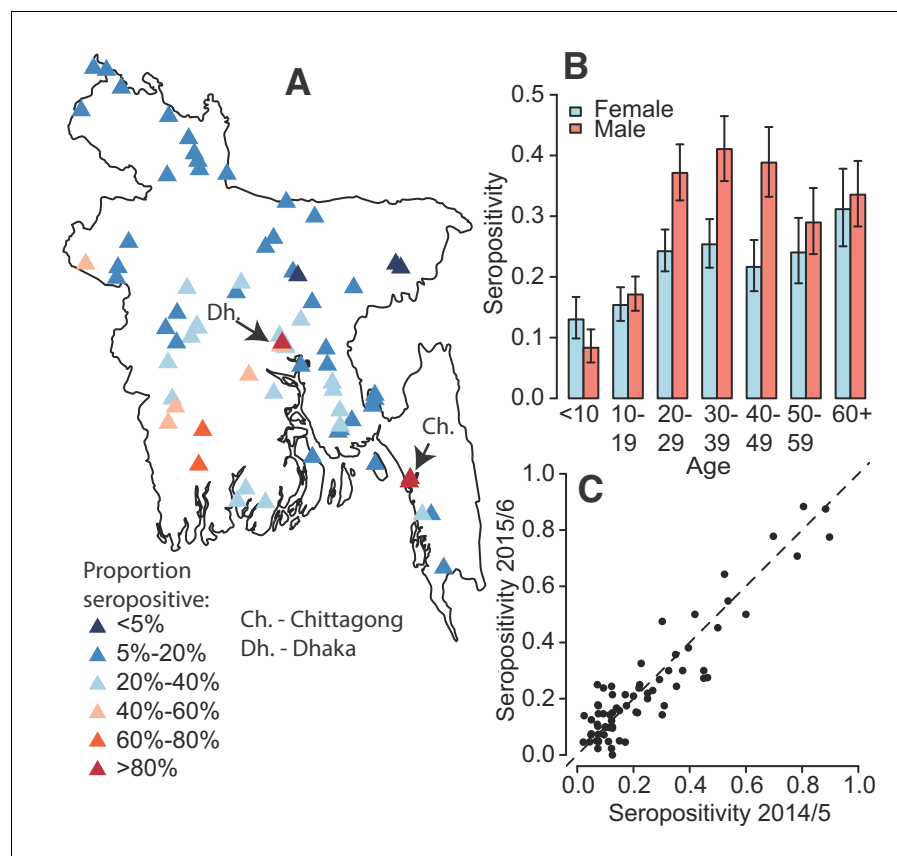 A
Dh.
Ch.
Proportion
seropositive:
<5%
5%-20%
20%-40%
40%-60%
60%-80%
>80%
Ch. - Chittagong
Dh. - Dhaka
B
Female
Male
Seropositivity
0.5
0.4
0.3
0.2
0.1
0.0
<10 10- 20- 30- 40- 50- 60+
19 29 39 49 59
Age
C
Seropositivity 2015/6
1.0
0.8
0.6
0.4
0.2
0.0
0.0 0.2 0.4 0.6 0.8 1.0
Seropositivity 2014/5